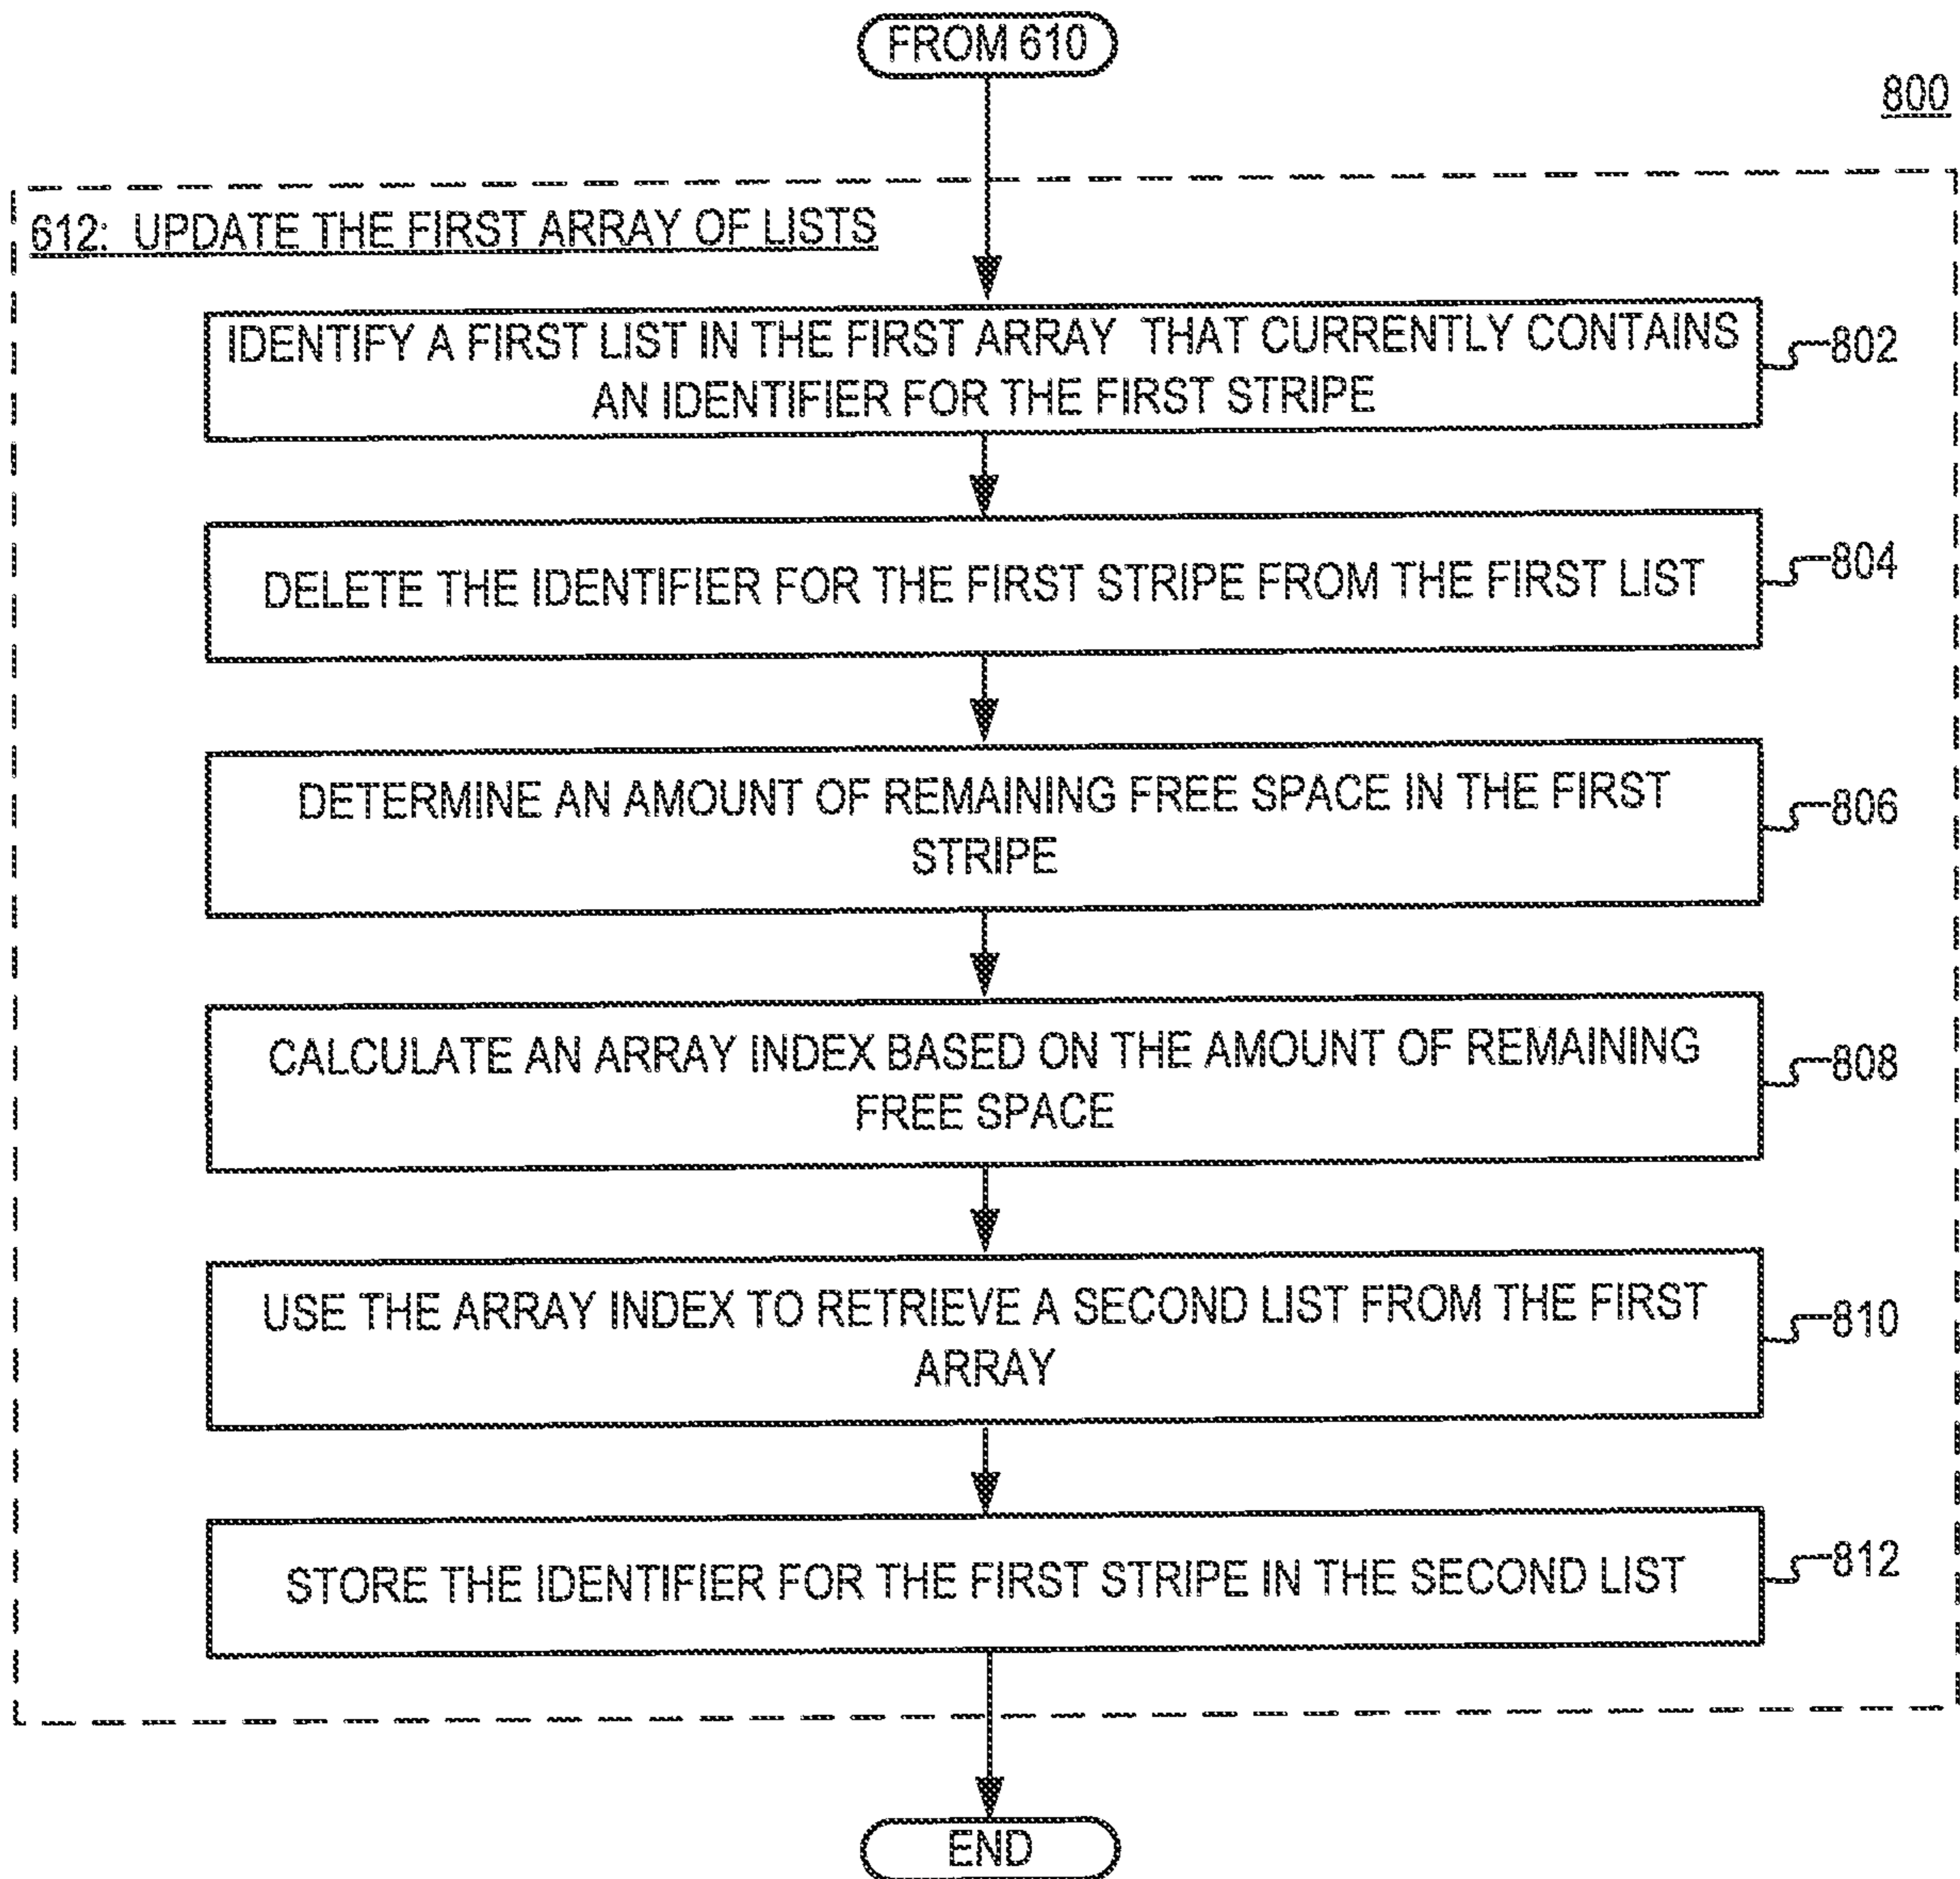 FROM 610
800
612: UPDATE THE FIRST ARRAY OF LISTS
IDENTIFY A FIRST LIST IN THE FIRST ARRAY THAT CURRENTLY CONTAINS
AN IDENTIFIER FOR THE FIRST STRIPE
802
DELETE THE IDENTIFIER FOR THE FIRST STRIPE FROM THE FIRST LIST
804
DETERMINE AN AMOUNT OF REMAINING FREE SPACE IN THE FIRST
STRIPE
806
CALCULATE AN ARRAY INDEX BASED ON THE AMOUNT OF REMAINING
FREE SPACE
808
USE THE ARRAY INDEX TO RETRIEVE A SECOND LIST FROM THE FIRST
ARRAY
810
STORE THE IDENTIFIER FOR THE FIRST STRIPE IN THE SECOND LIST
812
END